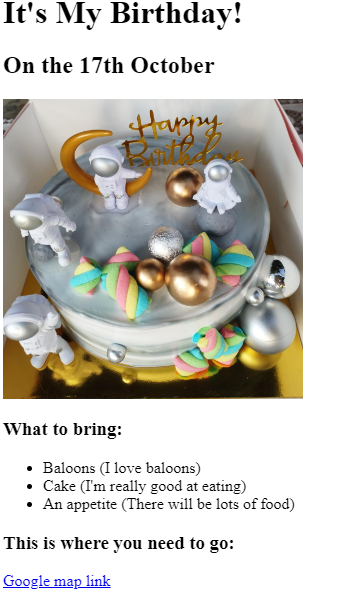 It's My Birthday!
On the 17th October
Happy
Birthday
What to bring:
Baloons (I love baloons)
Cake (I'm really good at eating)
An appetite (There will be lots of food)
This is where you need to go:
Google map link